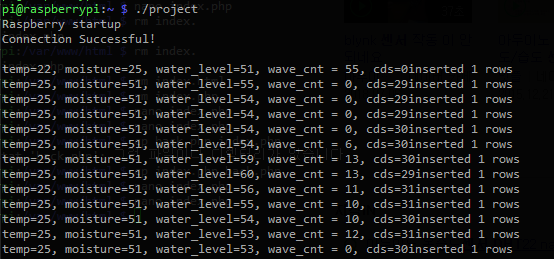 pi@raspberrypi:~ $ ./project
Raspberry startup
Connection Successful!
temp=22, moisture=25, water_level=51, wave_cnt = 55, cds=0inserted 1 rows
temp=25, moisture=51, water_level=55, wave_cnt = 0, cds=29inserted 1 rows
temp=25, moisture=51, water_level=54, wave_cnt = 0, cds=29inserted 1 rows
temp=25, moisture=51, water_level=54, wave_cnt = 0, cds=29inserted 1 rows
temp=25, moisture=51, water_level=54, wave_cnt = 0, cds=30inserted 1 rows
temp=25, moisture=51, water_level=54, wave_cnt = 6, cds=30inserted 1 rows
temp=25, moisture=51, water_level=59, wave_cnt = 13, cds=30inserted 1 rows
temp=25, moisture=51, water_level=60, wave_cnt = 13, cds=29inserted 1 rows
temp=25, moisture=51, water_level=56, wave_cnt = 11, cds=31inserted 1 rows
temp=25, moisture=51, water_level=55, wave_cnt = 10, cds=31inserted 1 rows
temp=25, moisture=51, water_level=54, wave_cnt = 10, cds=30inserted 1 rows
temp=25, moisture=51, water_level=53, wave_cnt = 12, cds=31inserted 1 rows
temp=25, moisture=51, water_level=53, wave_cnt = 0, cds=30inserted 1 rows